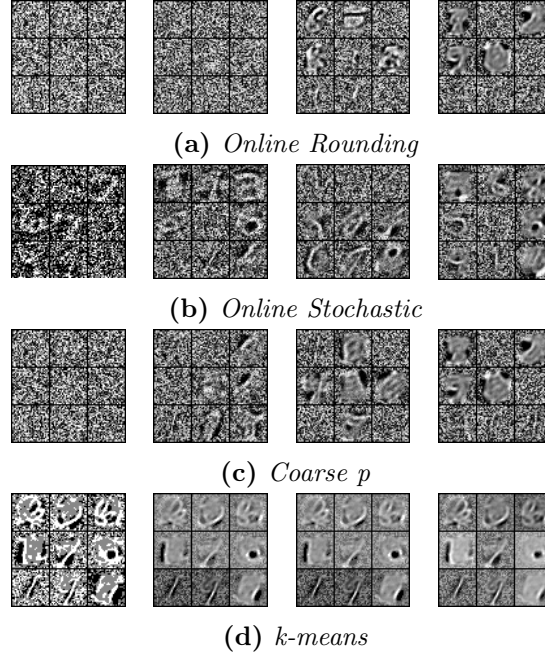 (a) Online Rounding
(b) Online Stochastic
(c) Coarse p
(d) k-means